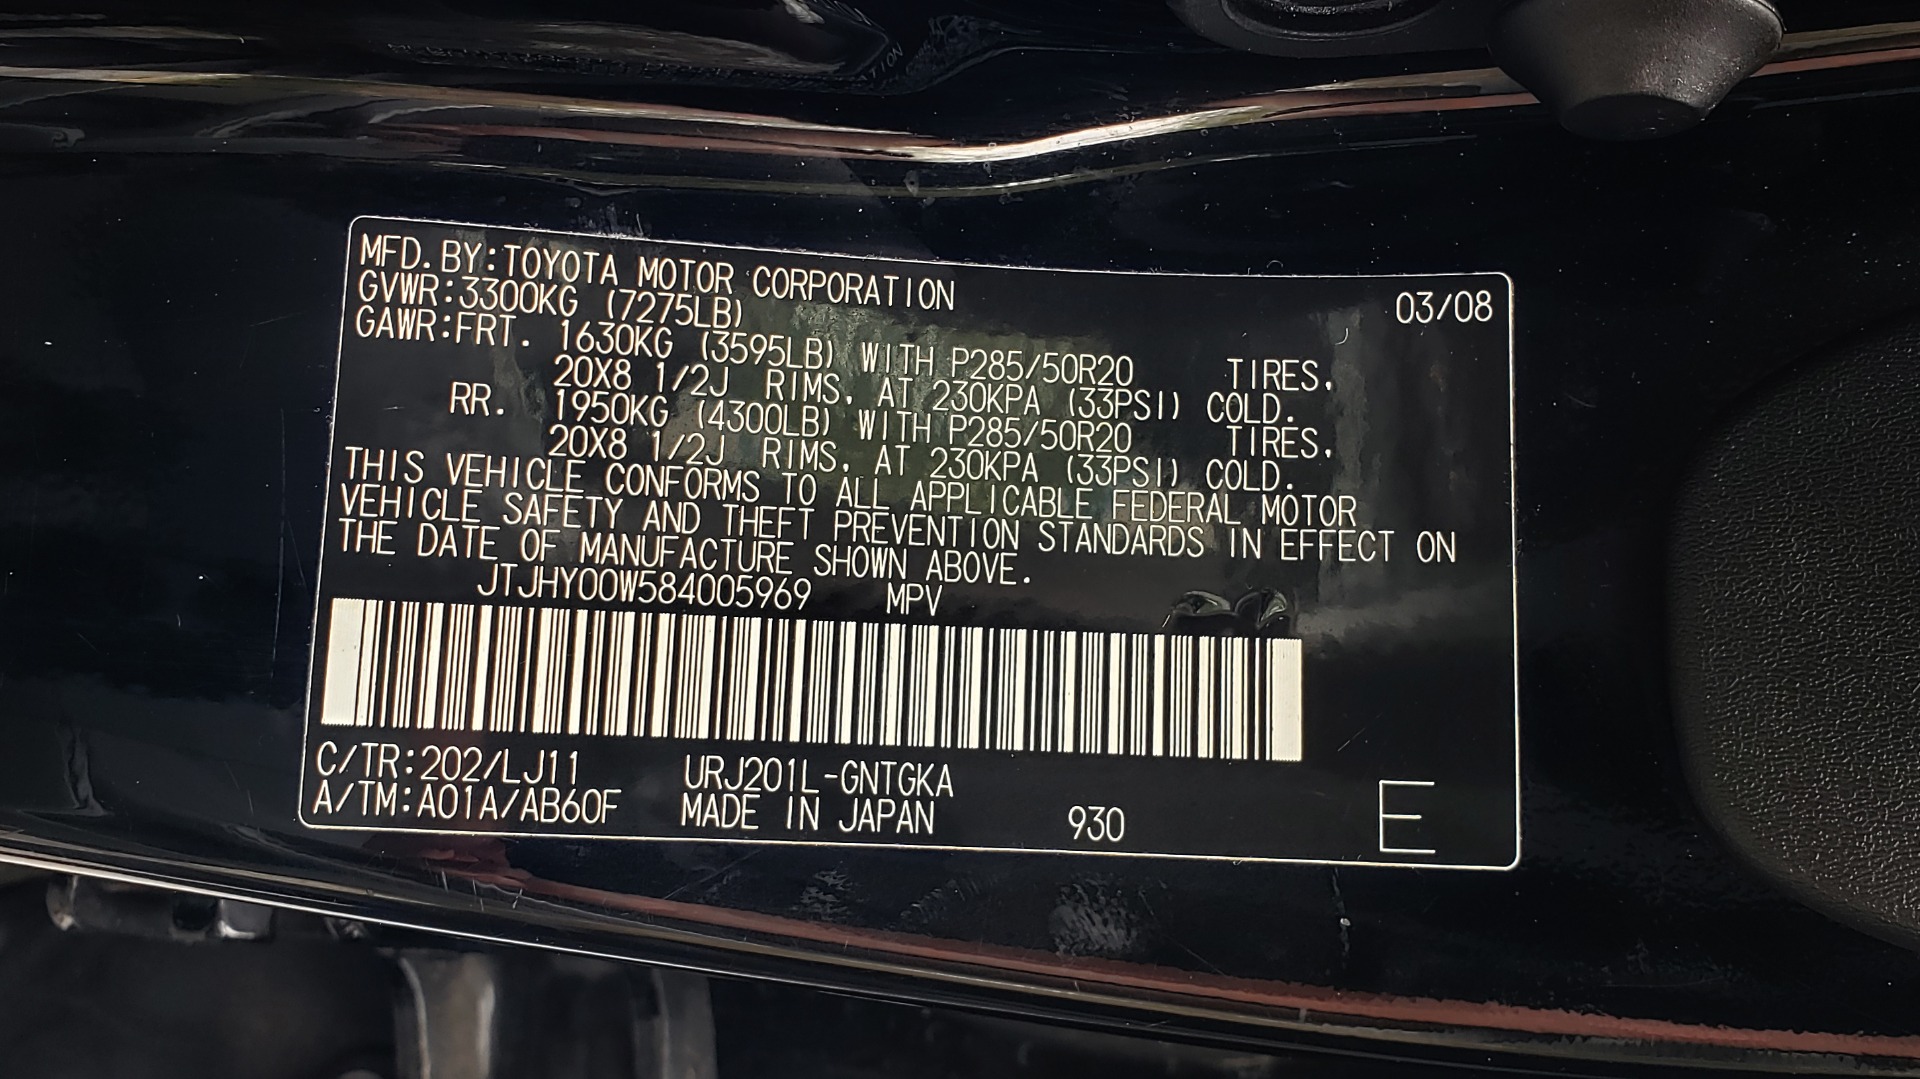 MFD.BY:TOYOTA MOTOR CORPORATION 03/08
GVWR:3300KG (7275LB)
GAWR:FRT. 1630KG (3595LB) WITH P285/50R20 TIRES,
20X8 1/2J RIMS, AT 230KPA (33PSI) COLD.
RR. 1950KG (4300LB) WITH P285/50R20 TIRES,
20X8 1/2J RIMS, AT 230KPA (33PSI) COLD.
THIS VEHICLE CONFORMS TO ALL APPLICABLE FEDERAL MOTOR
VEHICLE SAFETY AND THEFT PREVENTION STANDARDS IN EFFECT ON
THE DATE OF MANUFACTURE SHOWN ABOVE.
JTJHY00W584005969 MPV
C/TR:202/LJ11 URJ201L-GNTGKA
A/TM:A01A/AB60F MADE IN JAPAN 930 E